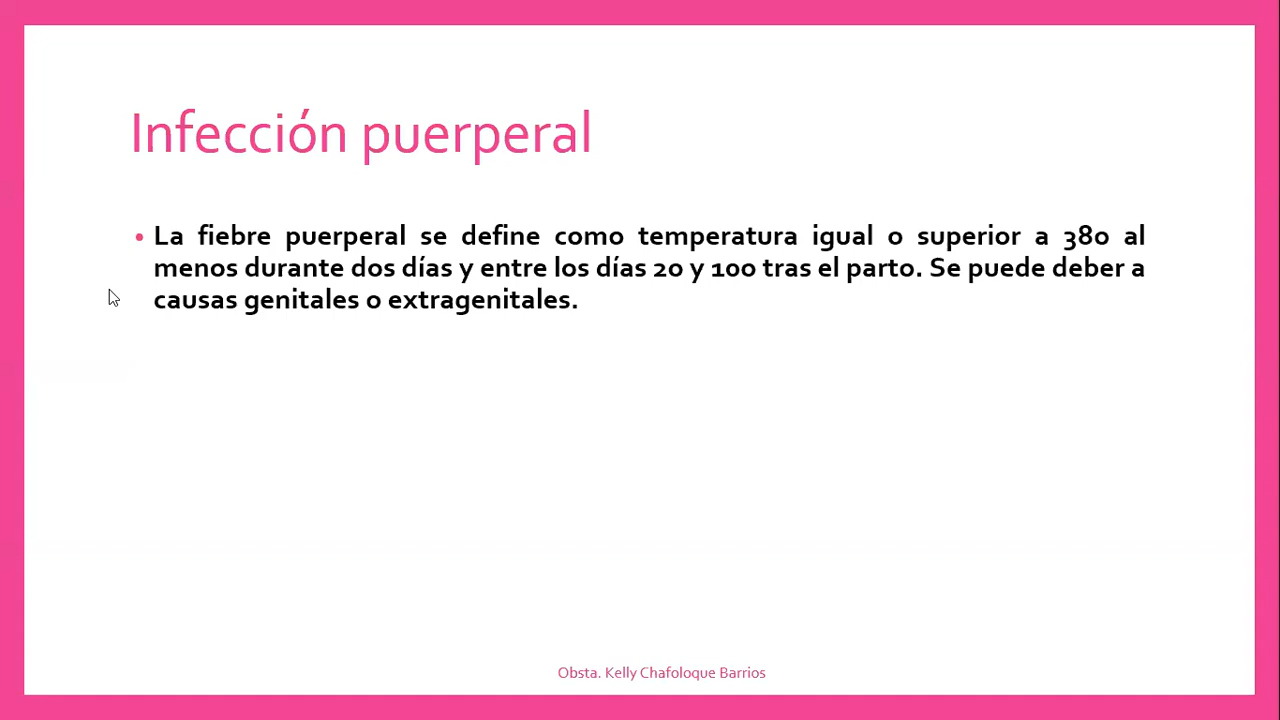 Infección puerperal
• La fiebre puerperal se define como temperatura igual o superior a 380 al
menos durante dos días y entre los días 20 y 100 tras el parto. Se puede deber a
causas genitales o extragenitales.
Obsta. Kelly Chafoloque Barrios